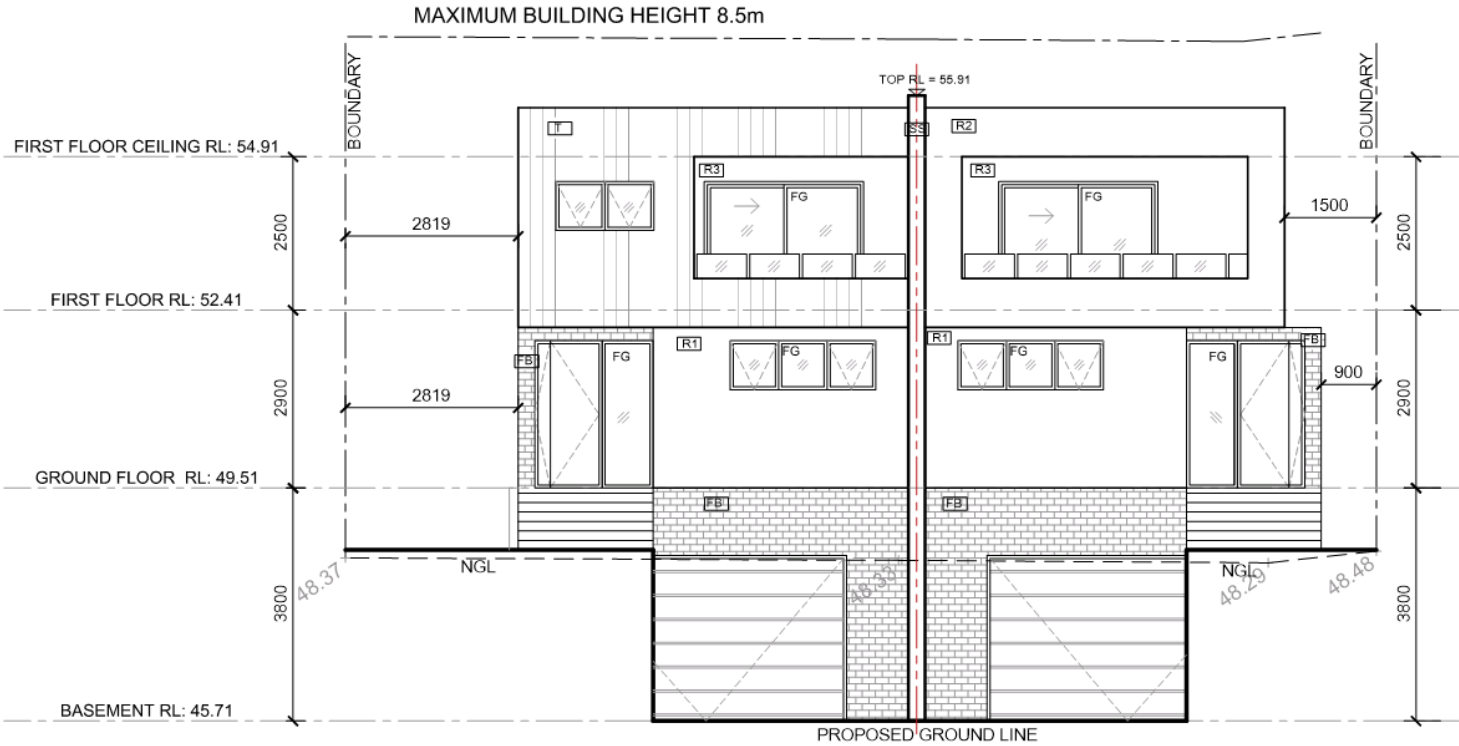 MAXIMUM BUILDING HEIGHT 8.5m
BOUNDARY
BOUNDARY
TOP RL = 55.91
T
SS
R2
FIRST FLOOR CEILING RL: 54.91
R3
R3
FG
FG
2500
2819
1500
2500
FIRST FLOOR RL: 52.41
FB
FG
R1
FG
R1
FG
FG
FB
2900
2819
900
2900
GROUND FLOOR RL: 49.51
FB
FB
48.37
NGL
48.33
NGL
48.29
48.48
3800
3800
BASEMENT RL: 45.71
PROPOSED GROUND LINE